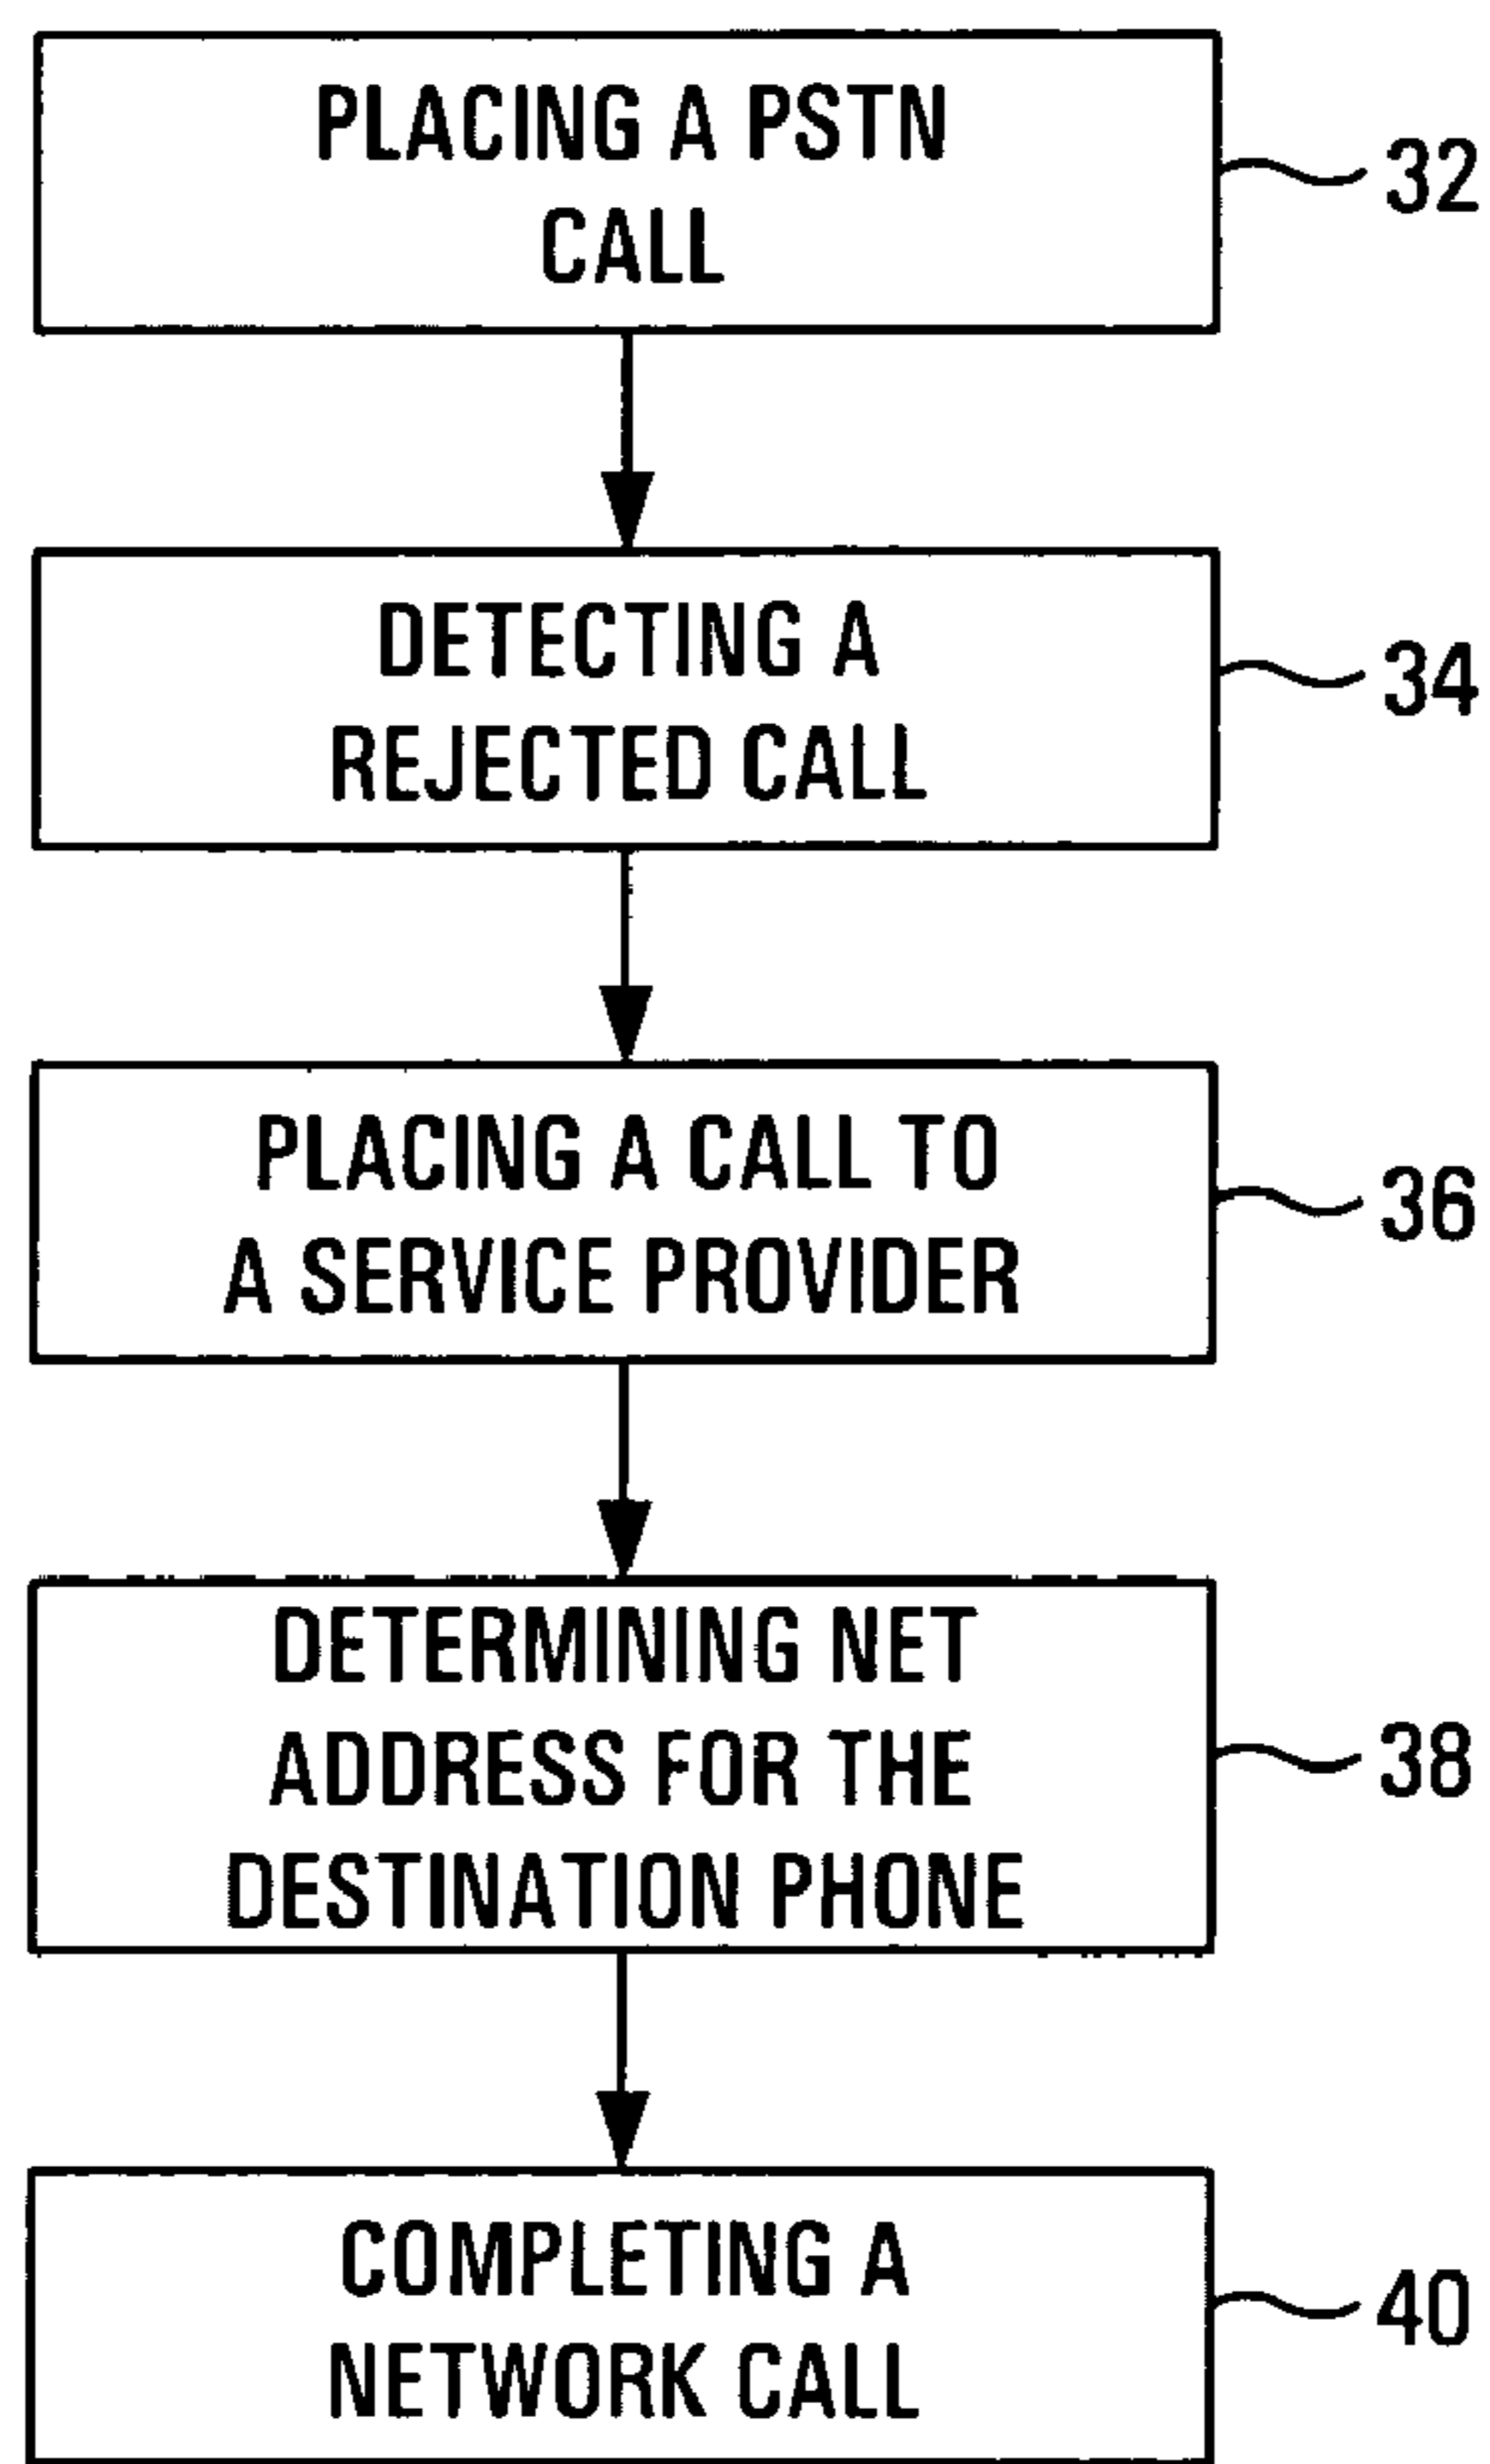 PLACING A PSTN
CALL
32
DETECTING A
REJECTED CALL
34
PLACING A CALL TO
A SERVICE PROVIDER
36
DETERMINING NET
ADDRESS FOR THE
DESTINATION PHONE
38
COMPLETING A
NETWORK CALL
40